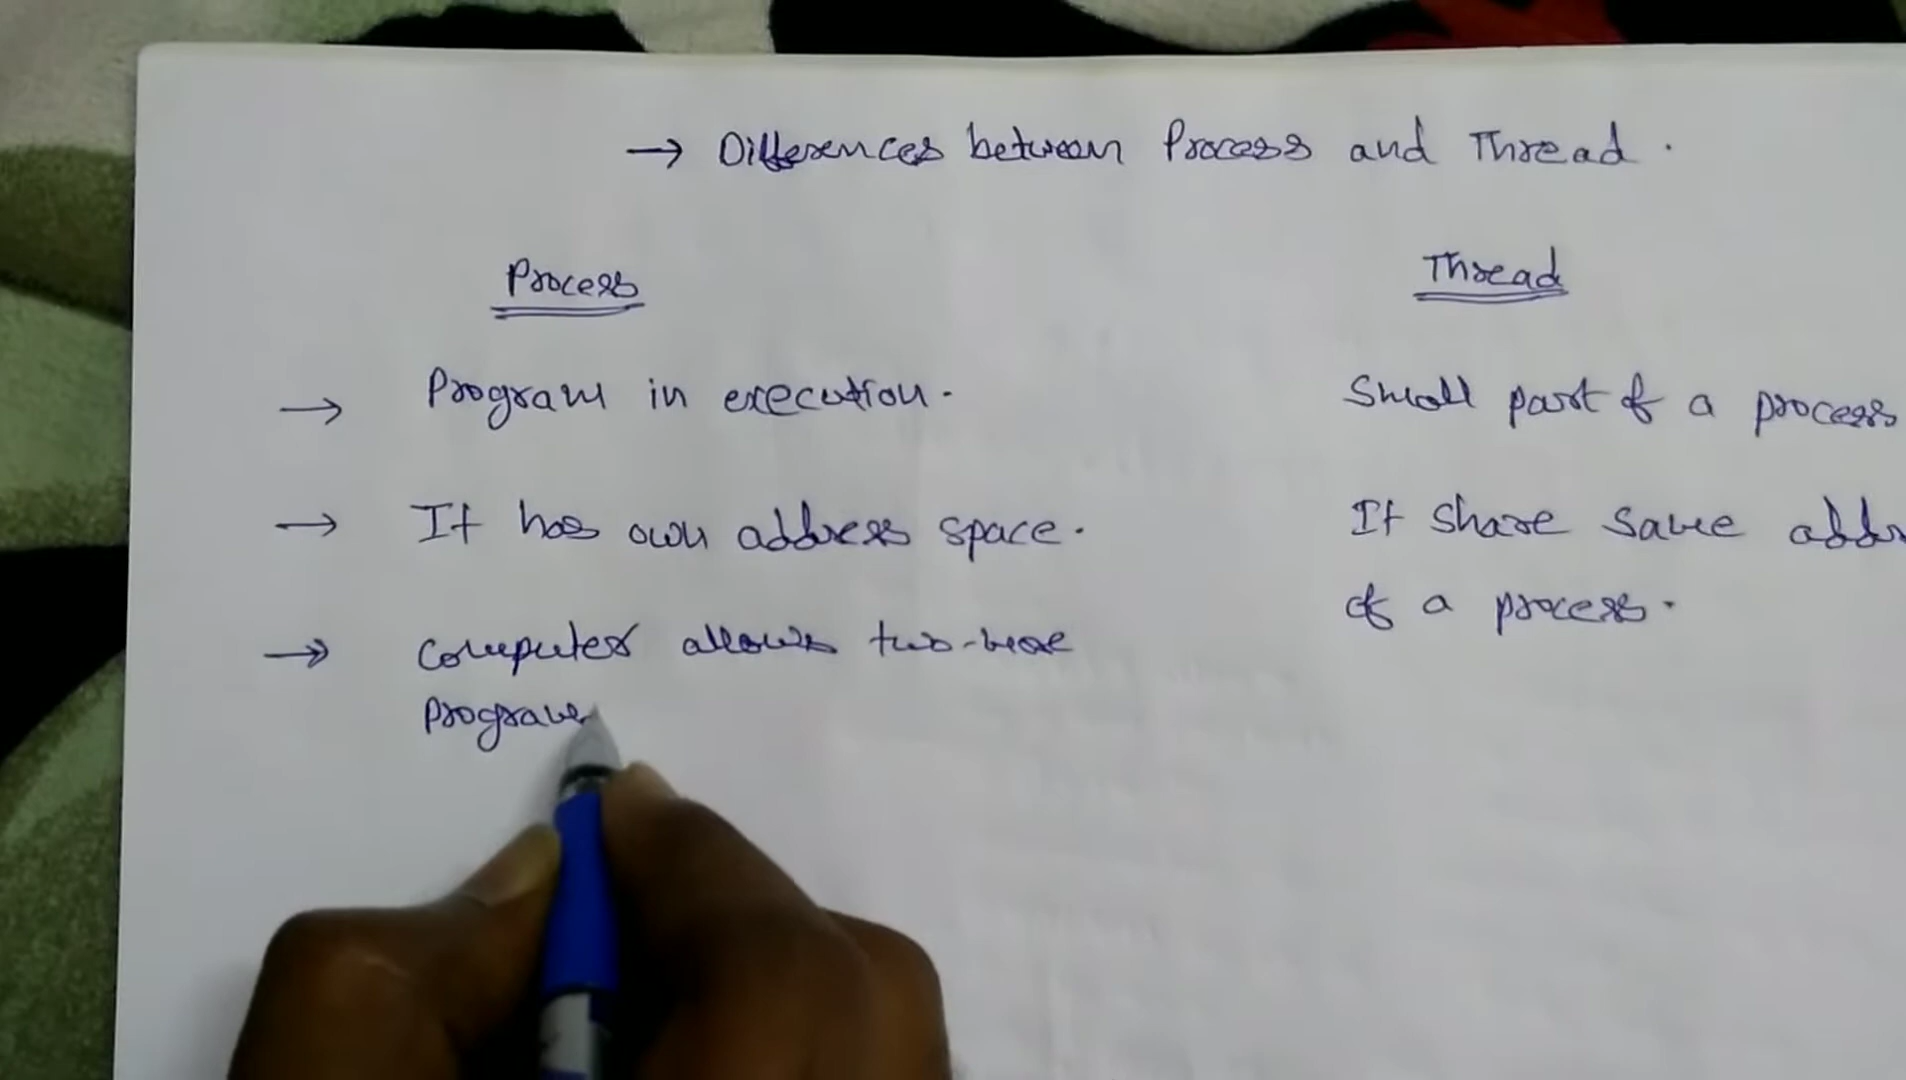 → Differences between Process and Thread.
Process
Thread
→ Program in execution.
Small part of a process
→ It has own address space.
It share same addr
of a process.
→ Computer allows two-more
Program